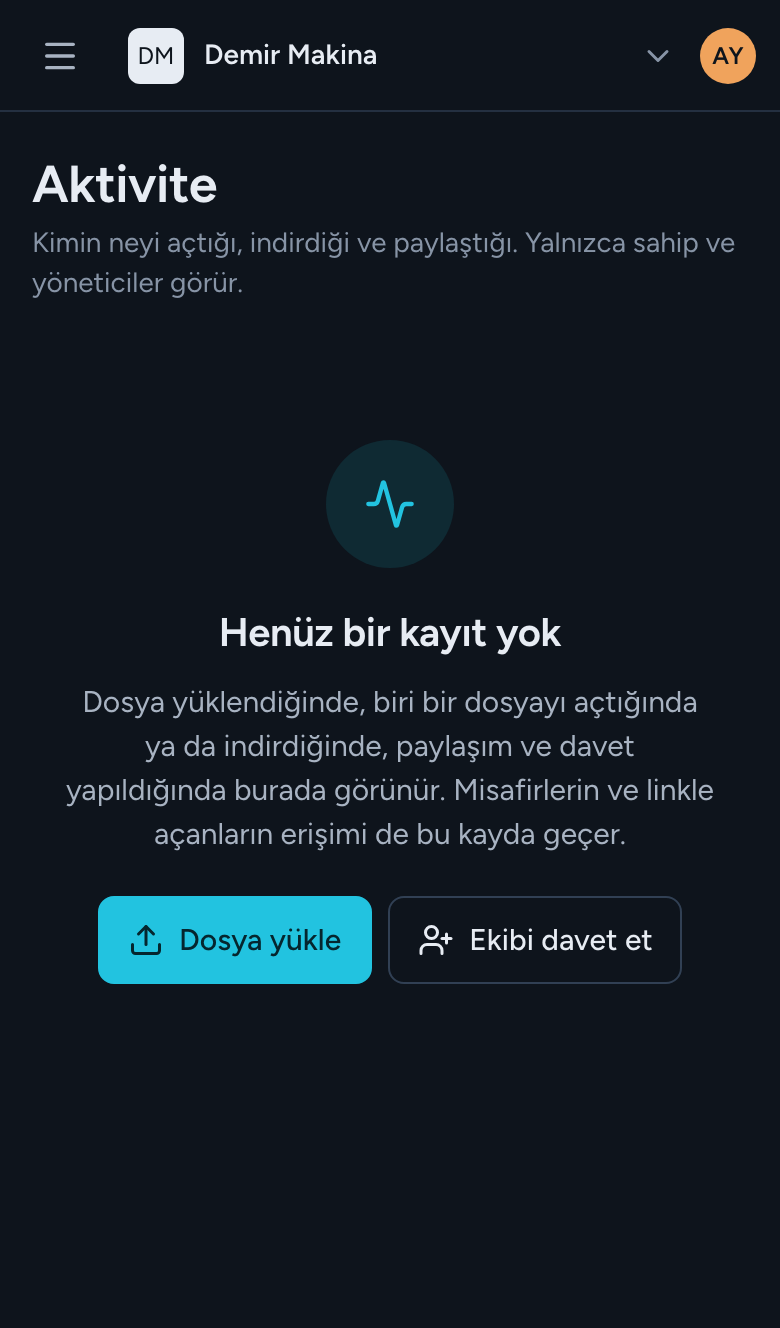 DM Demir Makina AY
Aktivite
Kimin neyi açtığı, indirdiği ve paylaştığı. Yalnızca sahip ve
yöneticiler görür.
Henüz bir kayıt yok
Dosya yüklendiğinde, biri bir dosyayı açtığında
ya da indirdiğinde, paylaşım ve davet
yapıldığında burada görünür. Misafirlerin ve linkle
açanların erişimi de bu kayda geçer.
Dosya yükle Ekibi davet et